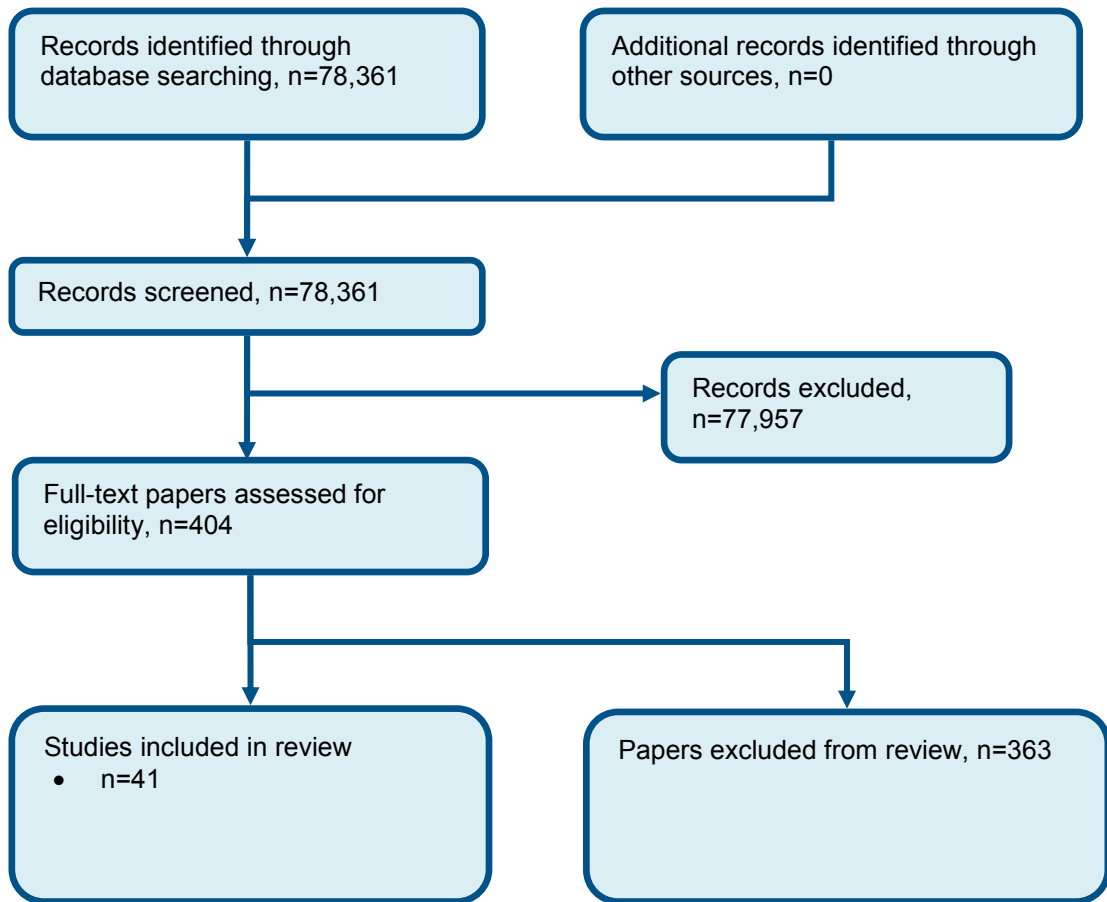 Records identified through
database searching, n=78,361
Additional records identified through
other sources, n=0
Records screened, n=78,361
Records excluded,
n=77,957
Full-text papers assessed for
eligibility, n=404
Studies included in review
• n=41
Papers excluded from review, n=363